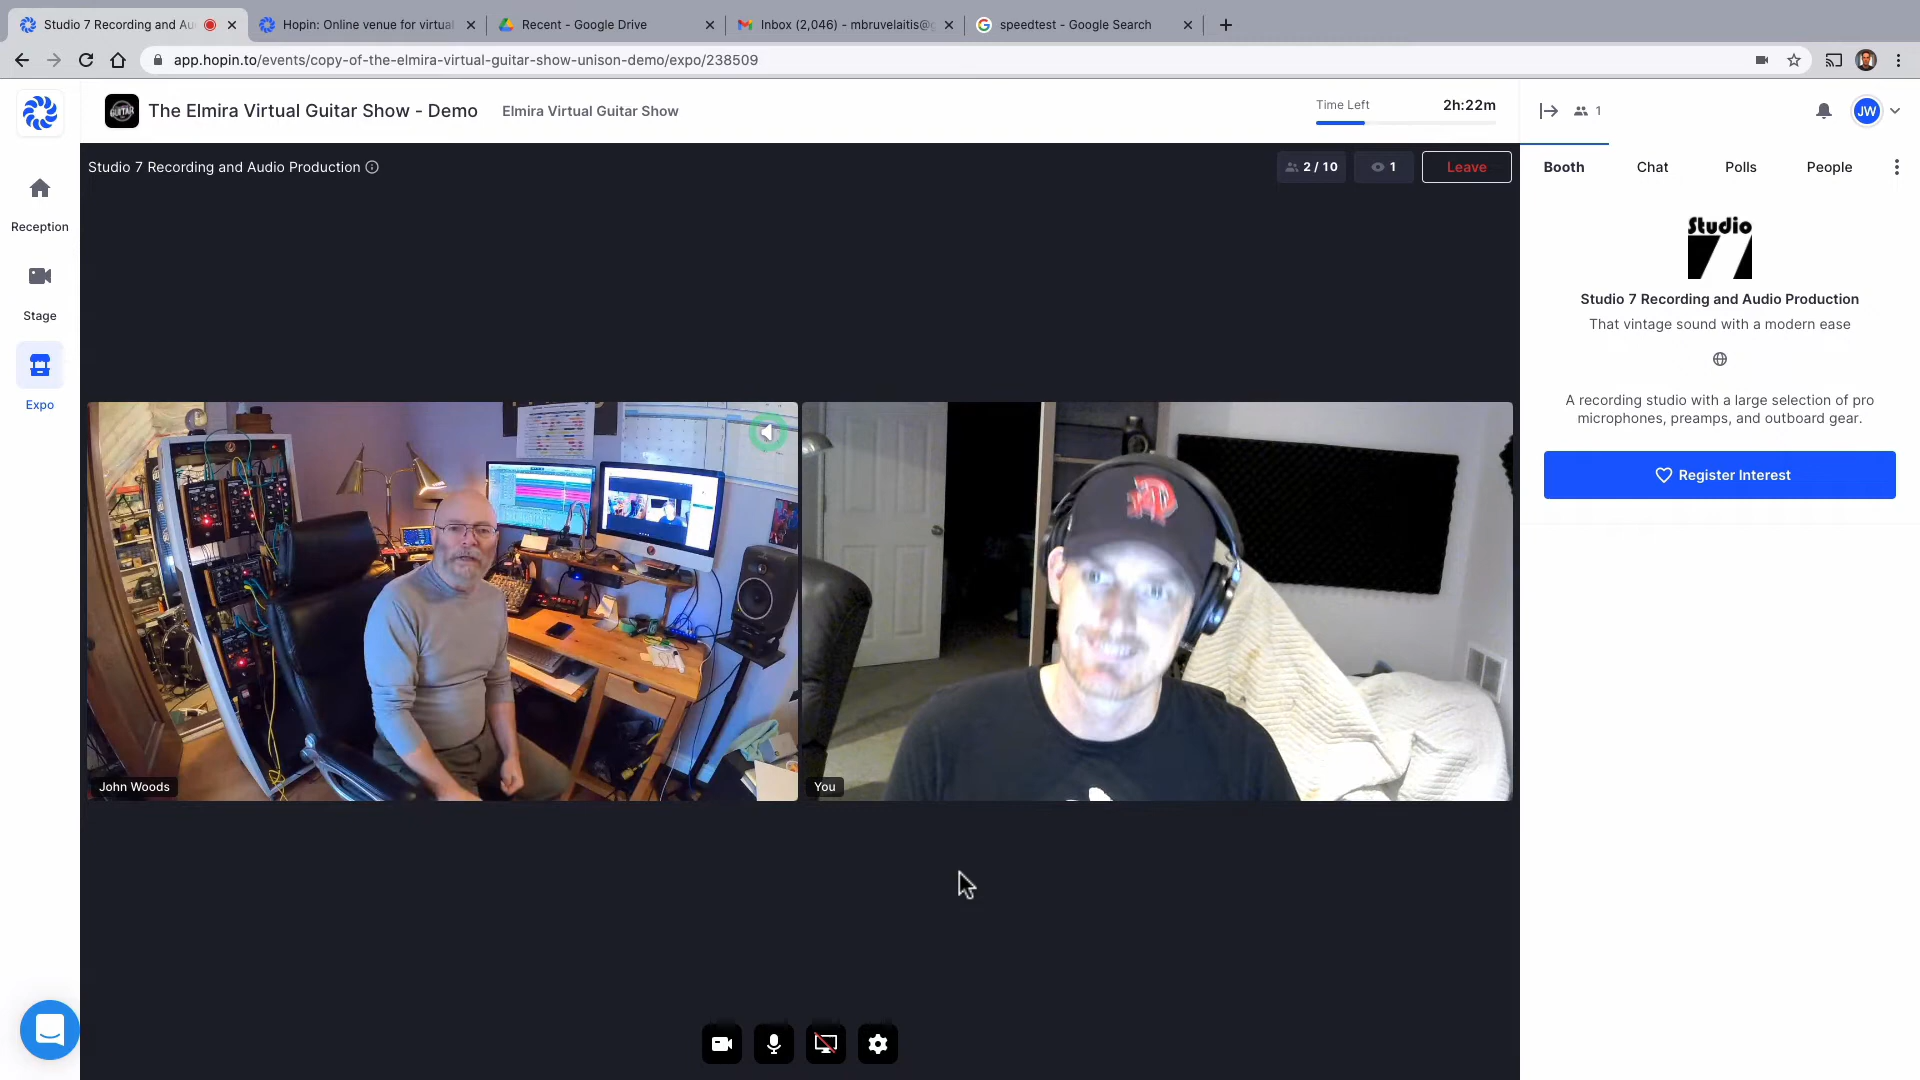 Studio 7 Recording and Au
Hopin: Online venue for virtual
Recent - Google Drive
Inbox (2,046) - mbruvelaitis@g
speedtest - Google Search
app.hopin.to/events/copy-of-the-elmira-virtual-guitar-show-unison-demo/expo/238509
GUITAR
The Elmira Virtual Guitar Show - Demo
Elmira Virtual Guitar Show
Time Left
2h:22m
1
JW
Studio 7 Recording and Audio Production
2 / 10
1
Leave
Booth
Chat
Polls
People
Reception
Stage
Expo
Studio
7
Studio 7 Recording and Audio Production
That vintage sound with a modern ease
A recording studio with a large selection of pro
microphones, preamps, and outboard gear.
Register Interest
John Woods
You